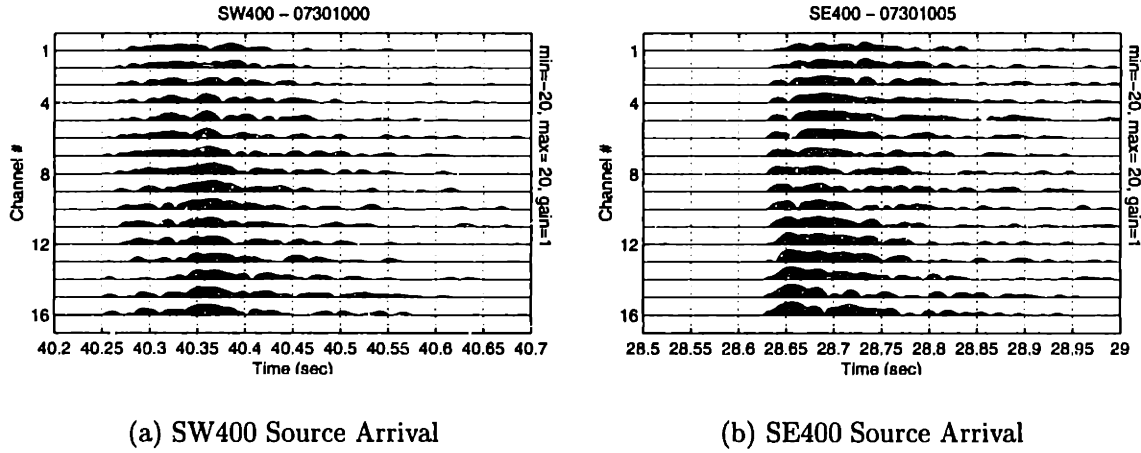 SW400 - 07301000
1
4
8
12
16
Channel #
40.2 40.25 40.3 40.35 40.4 40.45 40.5 40.55 40.6 40.65 40.7
Time (sec)
min=-20, max= 20, gain=1
(a) SW400 Source Arrival
SE400 - 07301005
1
4
8
12
16
Channel #
28.5 28.55 28.6 28.65 28.7 28.75 28.8 28.85 28.9 28.95 29
Time (sec)
min=-20, max= 20, gain=1
(b) SE400 Source Arrival